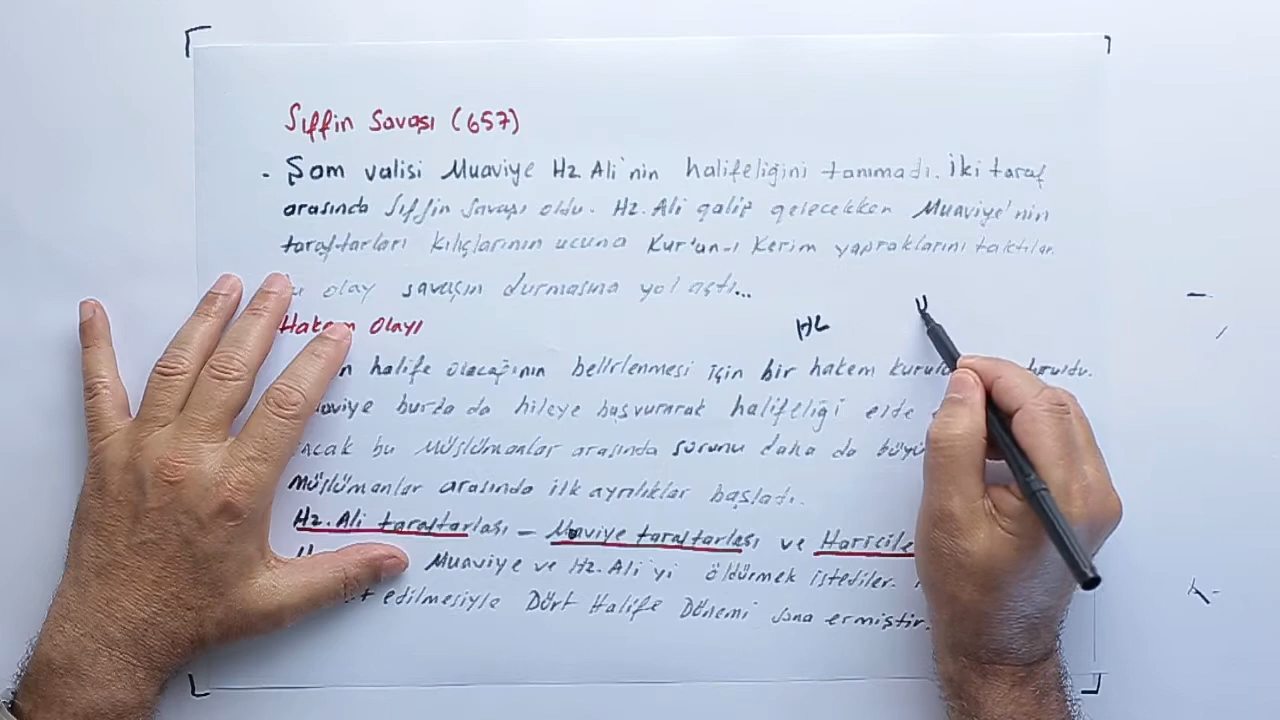 Sıffin Savaşı (657)
- Şam valisi Muaviye Hz Ali'nin halifeliğini tanımadı. İki taraf
arasında Sıffin Savaşı oldu. Hz. Ali galip gelecekken Muaviye'nin
taraftarları kılıçlarının ucuna Kur'an-ı Kerim yapraklarını taktılar.
olay savaşın durmasına yol açtı...
Hakem Olayı
Hz
halife olacağının belirlenmesi için bir hakem
burda da hileye başvurarak halifeliği elde
bu müslümanlar arasında sorunu daha da
müslümanlar arasında ilk ayrılıklar başladı.
Hz. Ali taraftarları - Muaviye taraftarları ve
Muaviye ve Hz. Ali'yi öldürmek istediler.
edilmesiyle Dört Halife Dönemi sona ermiştir.